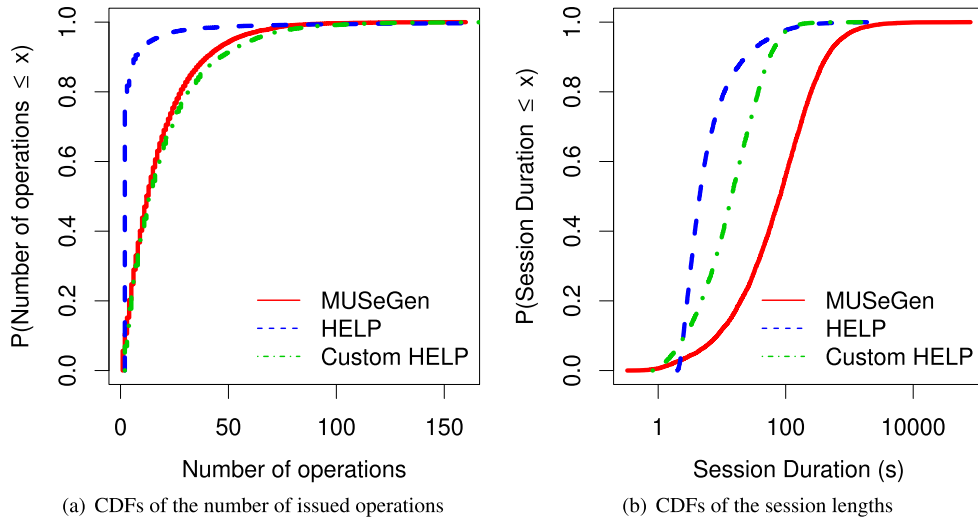 P(Number of operations ≤ x)
0.0 0.2 0.4 0.6 0.8 1.0
MUSeGen
HELP
Custom HELP
0 50 100 150
Number of operations
(a) CDFs of the number of issued operations
P(Session Duration ≤ x)
0.0 0.2 0.4 0.6 0.8 1.0
MUSeGen
HELP
Custom HELP
1 100 10000
Session Duration (s)
(b) CDFs of the session lengths